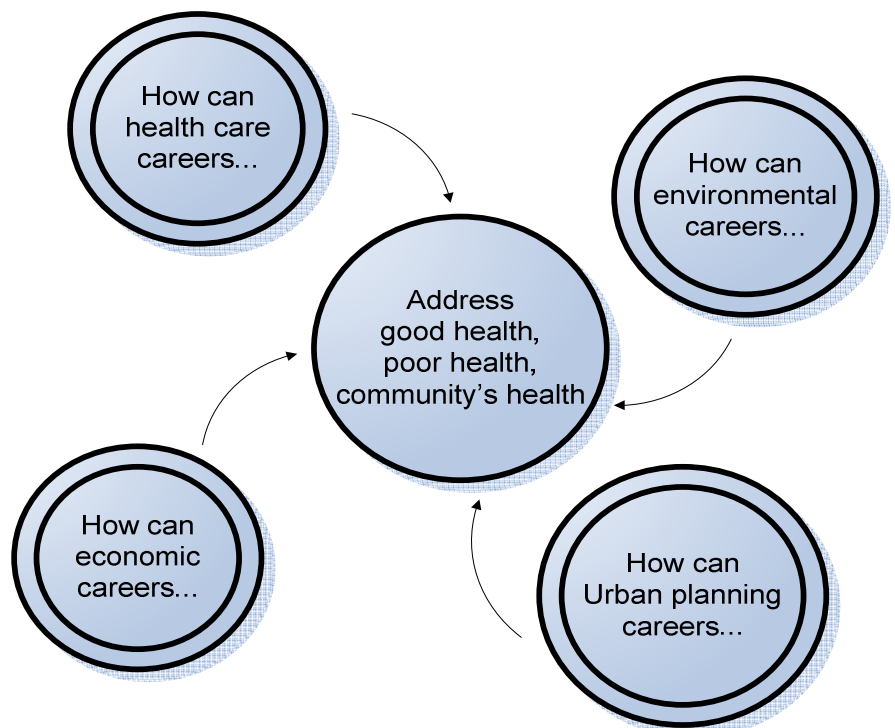 How can
health care
careers...
How can
environmental
careers...
Address
good health,
poor health,
community’s health
How can
economic
careers...
How can
Urban planning
careers...